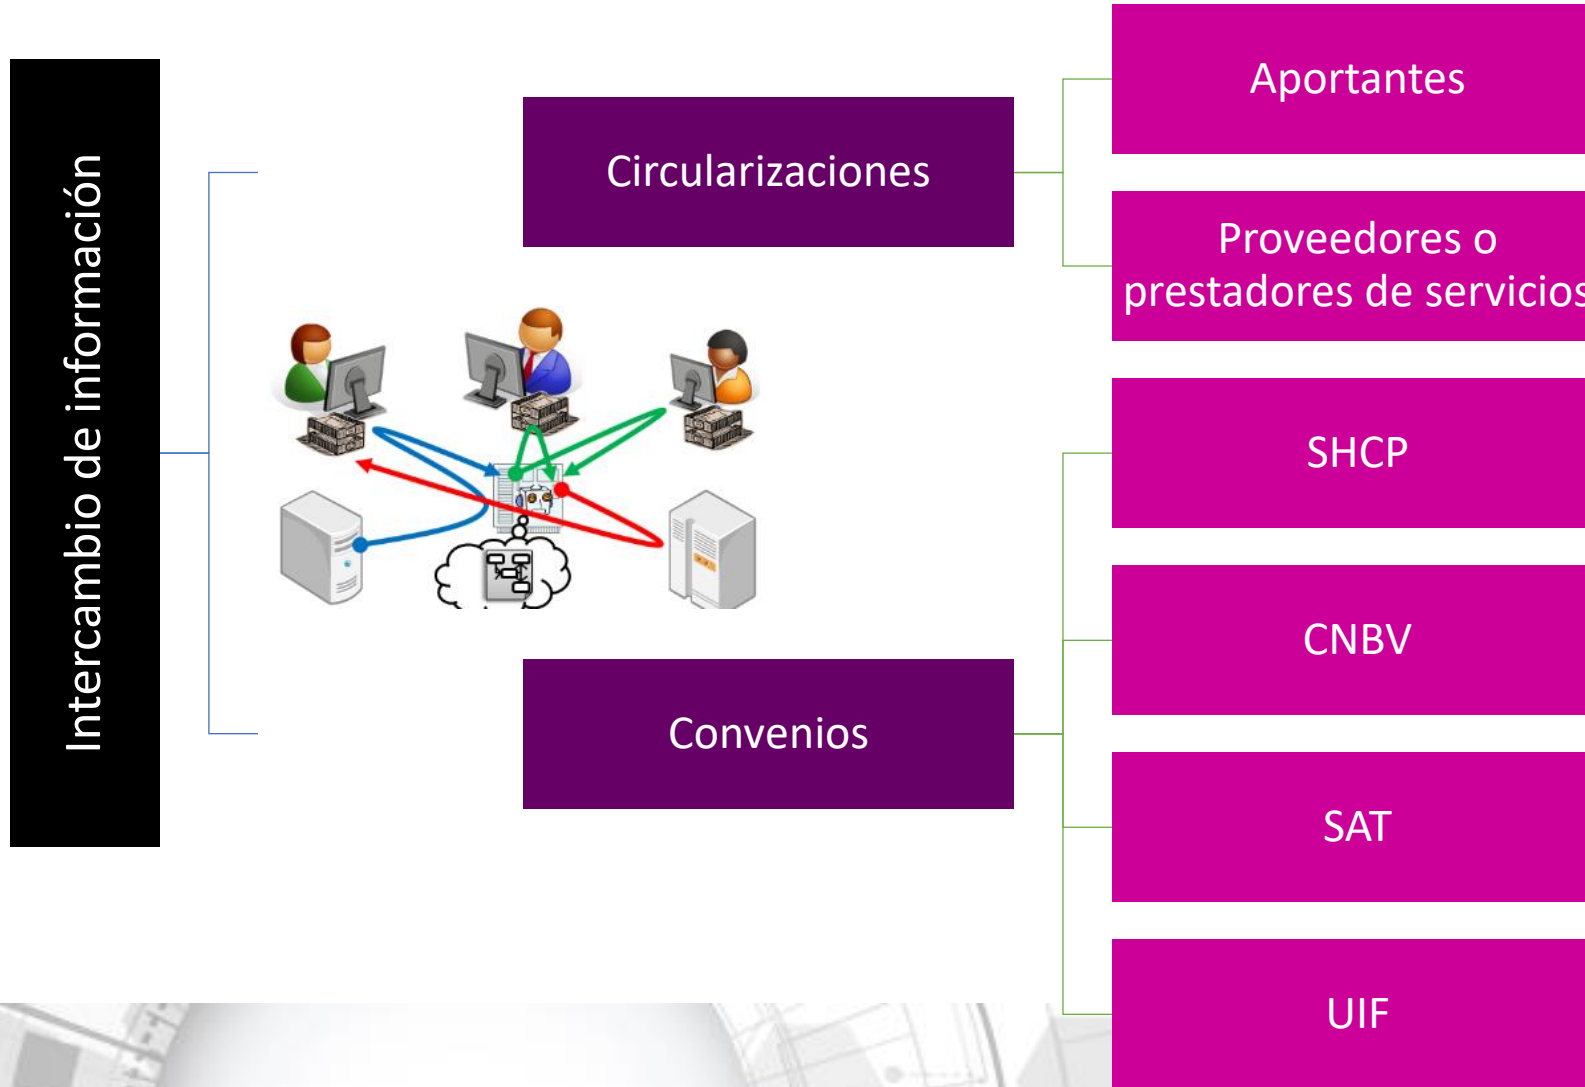 Intercambio de información
Circularizaciones
Aportantes
Proveedores o
prestadores de servicios
Convenios
SHCP
CNBV
SAT
UIF